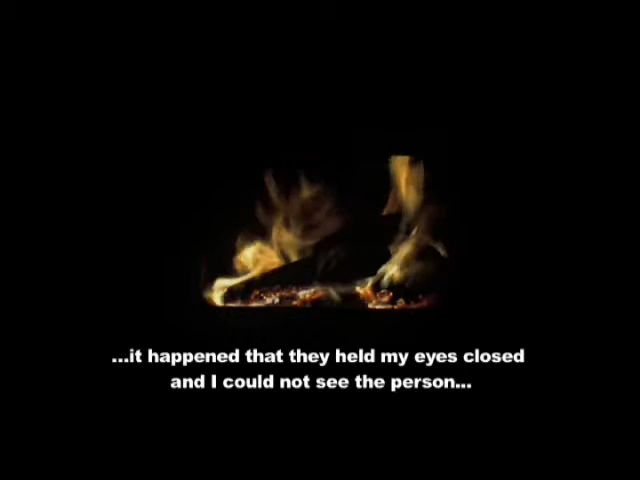 ...it happened that they held my eyes closed
and I could not see the person...